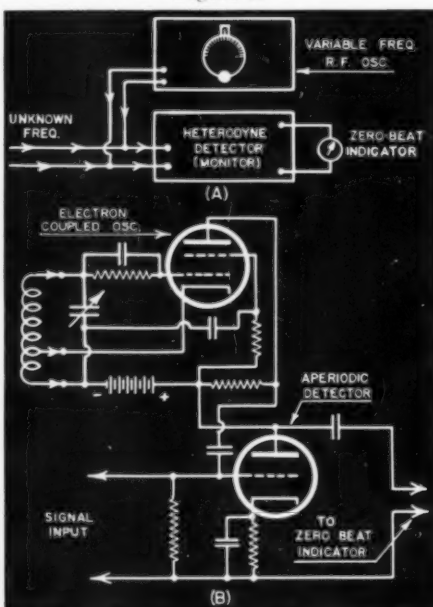 VARIABLE FREQ.
R.F. OSC.
UNKNOWN
FREQ.
HETERODYNE
DETECTOR
(MONITOR)
ZERO-BEAT
INDICATOR
(A)
ELECTRON
COUPLED OSC.
- +
APERIODIC
DETECTOR
SIGNAL
INPUT
TO
ZERO BEAT
INDICATOR
(B)